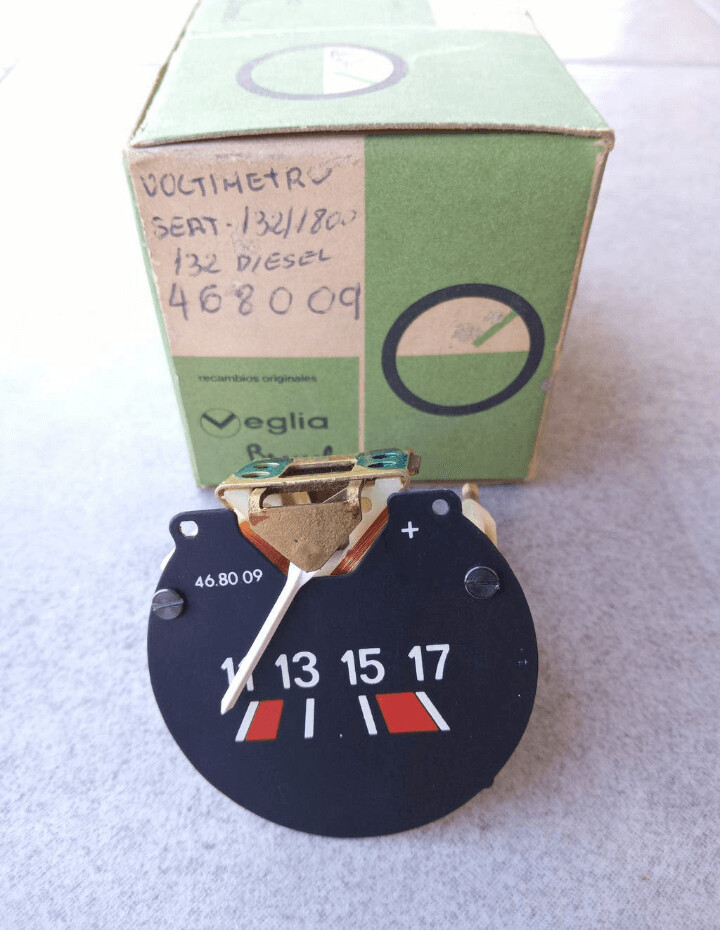 VOLTIMETRO
SEAT-132/1800
132 DIESEL
468009
recambios originales
Veglia
+
46.80 09
11 13 15 17